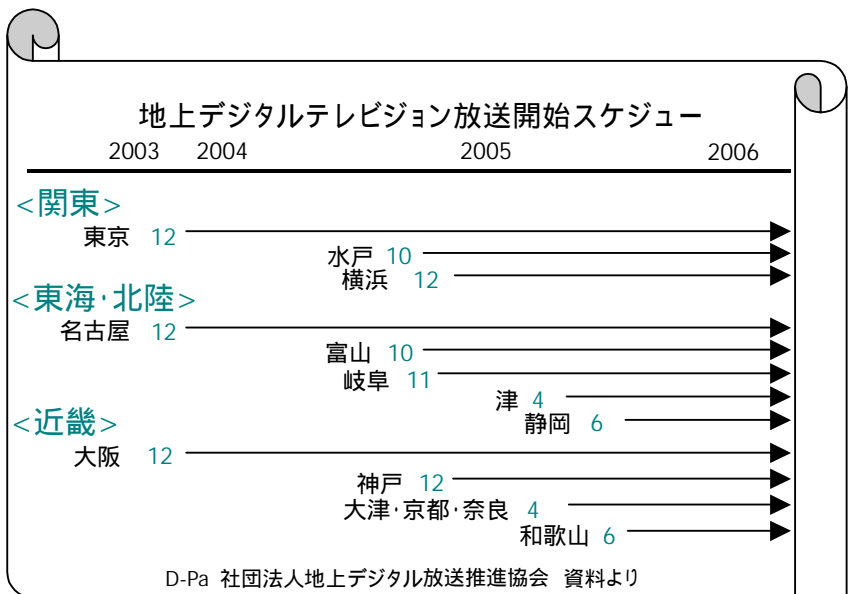 地上デジタルテレビジョン放送開始スケジュー
2003 2004 2005 2006
<関東>
東京 12
水戸 10
横浜 12
<東海･北陸>
名古屋 12
富山 10
岐阜 11
津 4
静岡 6
<近畿>
大阪 12
神戸 12
大津･京都･奈良 4
和歌山 6
D-Pa 社団法人地上デジタル放送推進協会 資料より